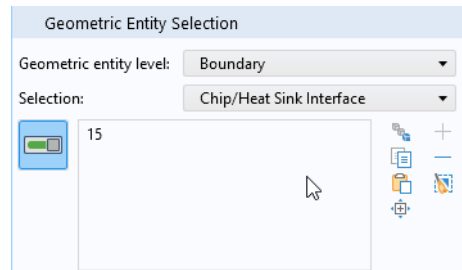 Geometric Entity Selection
Geometric entity level: Boundary
Selection: Chip/Heat Sink Interface
15